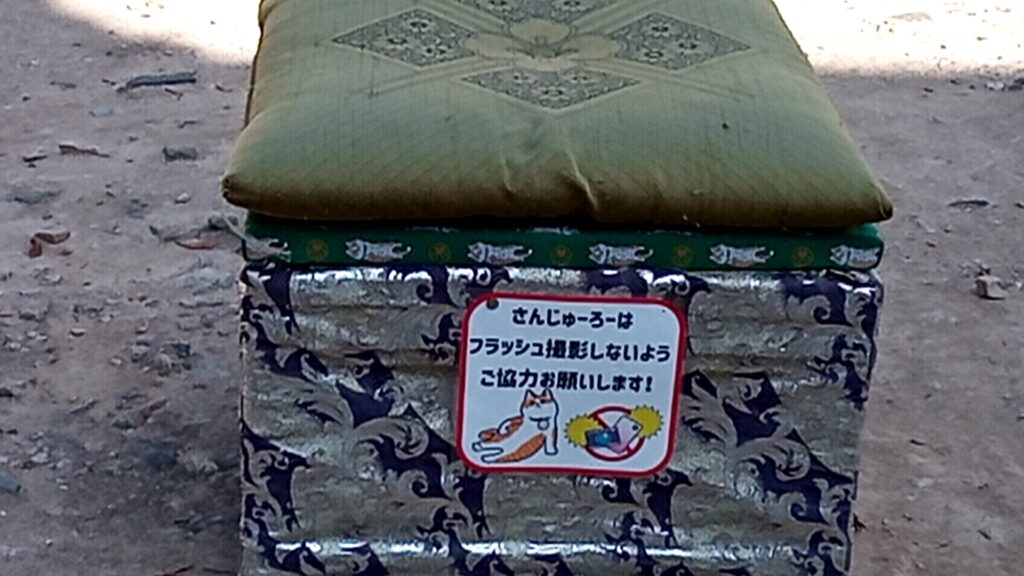 さんじゅーろーは
フラッシュ撮影しないよう
ご協力お願いします！